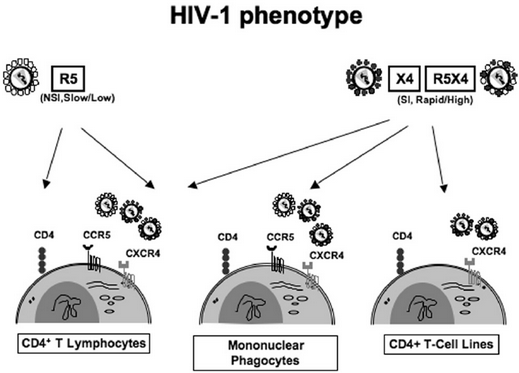 HIV-1 phenotype
R5
(NSI,Slow/Low)
X4
R5X4
(SI, Rapid/High)
CD4
CCR5
CXCR4
CD4
CCR5
CXCR4
CD4
CXCR4
CD4⁺ T Lymphocytes
Mononuclear
Phagocytes
CD4+ T-Cell Lines